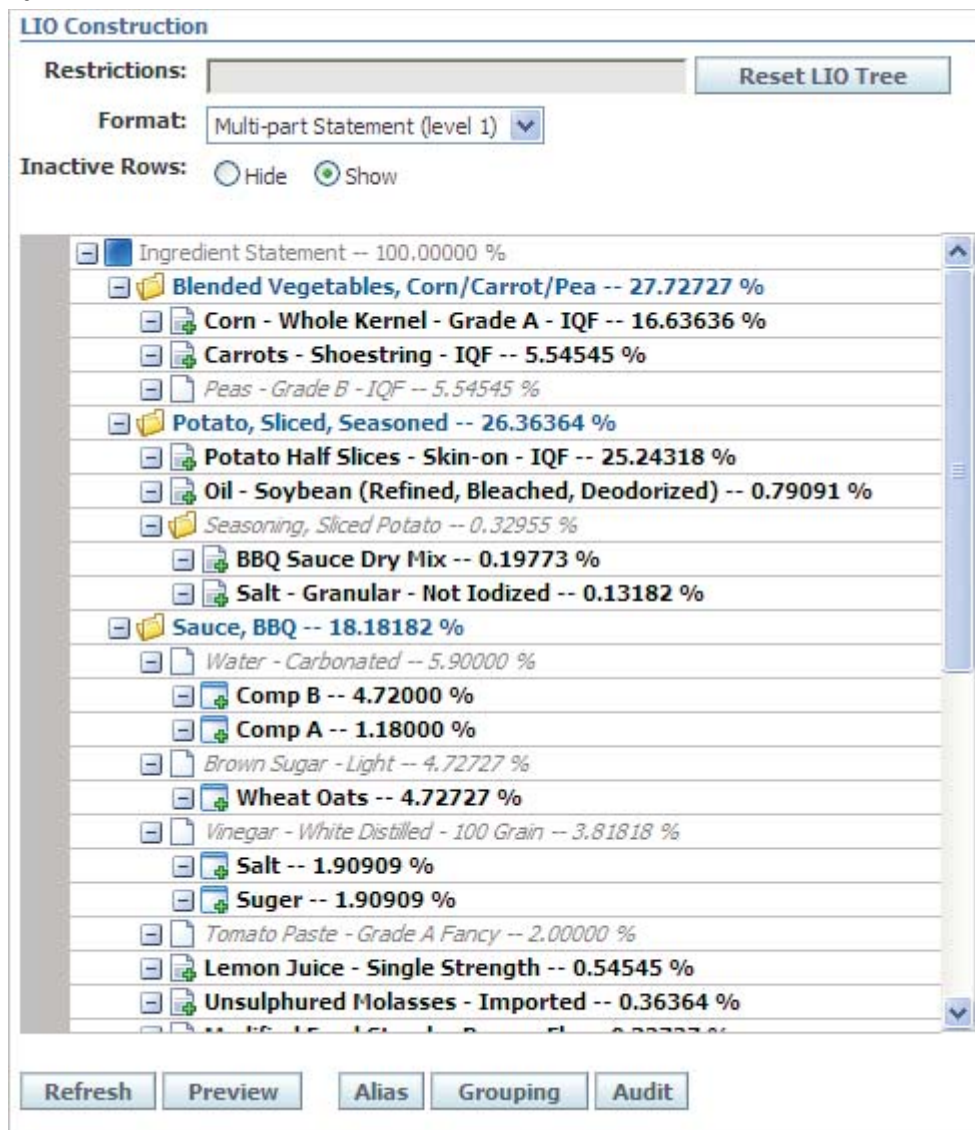 LIO Construction
Restrictions: Reset LIO Tree
Format: Multi-part Statement (level 1)
Inactive Rows: Hide Show
Ingredient Statement -- 100.00000 %
Blended Vegetables, Corn/Carrot/Pea -- 27.72727 %
Corn - Whole Kernel - Grade A - IQF -- 16.63636 %
Carrots - Shoestring - IQF -- 5.54545 %
Peas - Grade B - IQF -- 5.54545 %
Potato, Sliced, Seasoned -- 26.36364 %
Potato Half Slices - Skin-on - IQF -- 25.24318 %
Oil - Soybean (Refined, Bleached, Deodorized) -- 0.79091 %
Seasoning, Sliced Potato -- 0.32955 %
BBQ Sauce Dry Mix -- 0.19773 %
Salt - Granular - Not Iodized -- 0.13182 %
Sauce, BBQ -- 18.18182 %
Water - Carbonated -- 5.90000 %
Comp B -- 4.72000 %
Comp A -- 1.18000 %
Brown Sugar - Light -- 4.72727 %
Wheat Oats -- 4.72727 %
Vinegar - White Distilled - 100 Grain -- 3.81818 %
Salt -- 1.90909 %
Suger -- 1.90909 %
Tomato Paste - Grade A Fancy -- 2.00000 %
Lemon Juice - Single Strength -- 0.54545 %
Unsulphured Molasses - Imported -- 0.36364 %
Refresh Preview Alias Grouping Audit